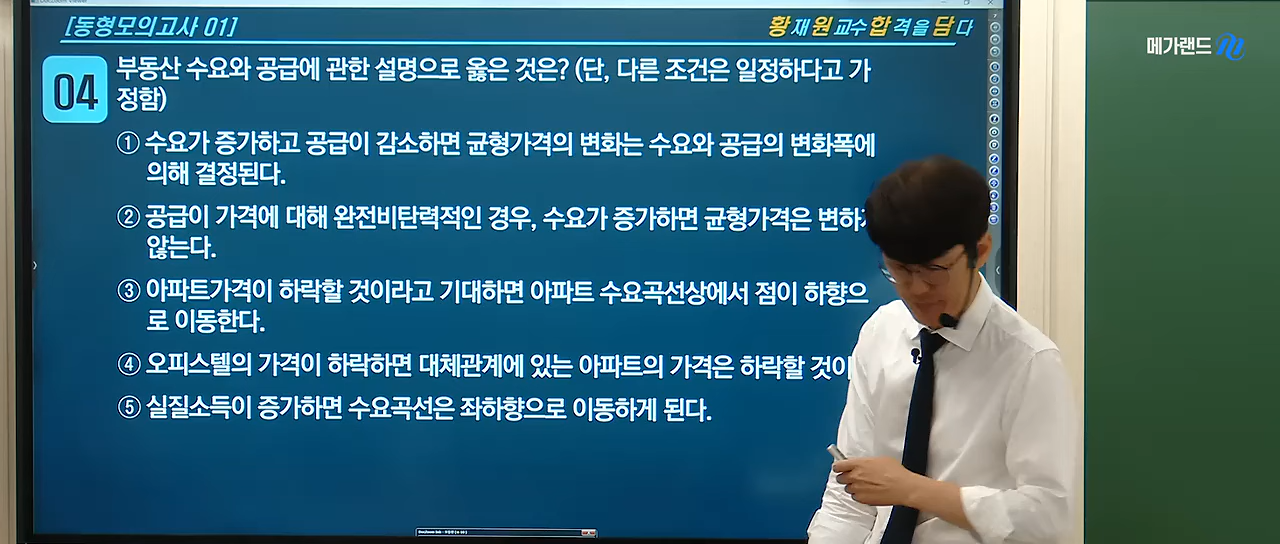 [동형모의고사 01]
황재원 교수 합격을 담다
메가랜드
04
부동산 수요와 공급에 관한 설명으로 옳은 것은? (단, 다른 조건은 일정하다고 가
정함)
① 수요가 증가하고 공급이 감소하면 균형가격의 변화는 수요와 공급의 변화폭에
의해 결정된다.
② 공급이 가격에 대해 완전비탄력적인 경우, 수요가 증가하면 균형가격은 변하지
않는다.
③ 아파트가격이 하락할 것이라고 기대하면 아파트 수요곡선상에서 점이 하향으
로 이동한다.
④ 오피스텔의 가격이 하락하면 대체관계에 있는 아파트의 가격은 하락할 것이
⑤ 실질소득이 증가하면 수요곡선은 좌하향으로 이동하게 된다.